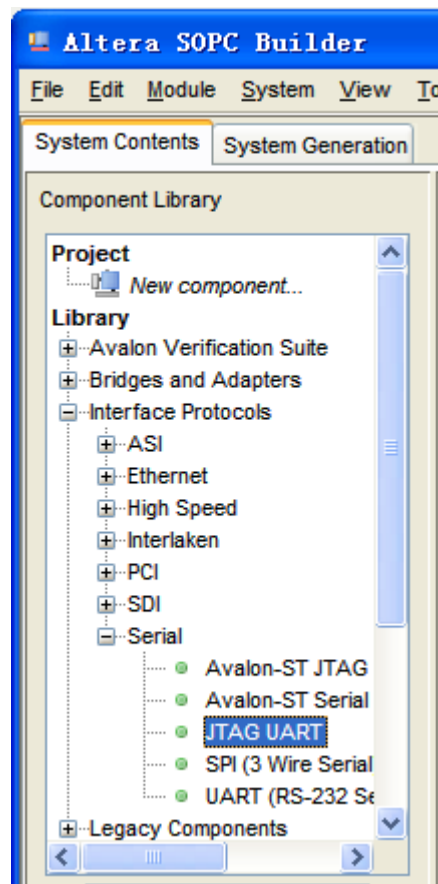 Altera SOPC Builder
File Edit Module System View To
System Contents System Generation
Component Library
Project
New component...
Library
Avalon Verification Suite
Bridges and Adapters
Interface Protocols
ASI
Ethernet
High Speed
Interlaken
PCI
SDI
Serial
Avalon-ST JTAG
Avalon-ST Serial
JTAG UART
SPI (3 Wire Serial
UART (RS-232 Se
Legacy Components